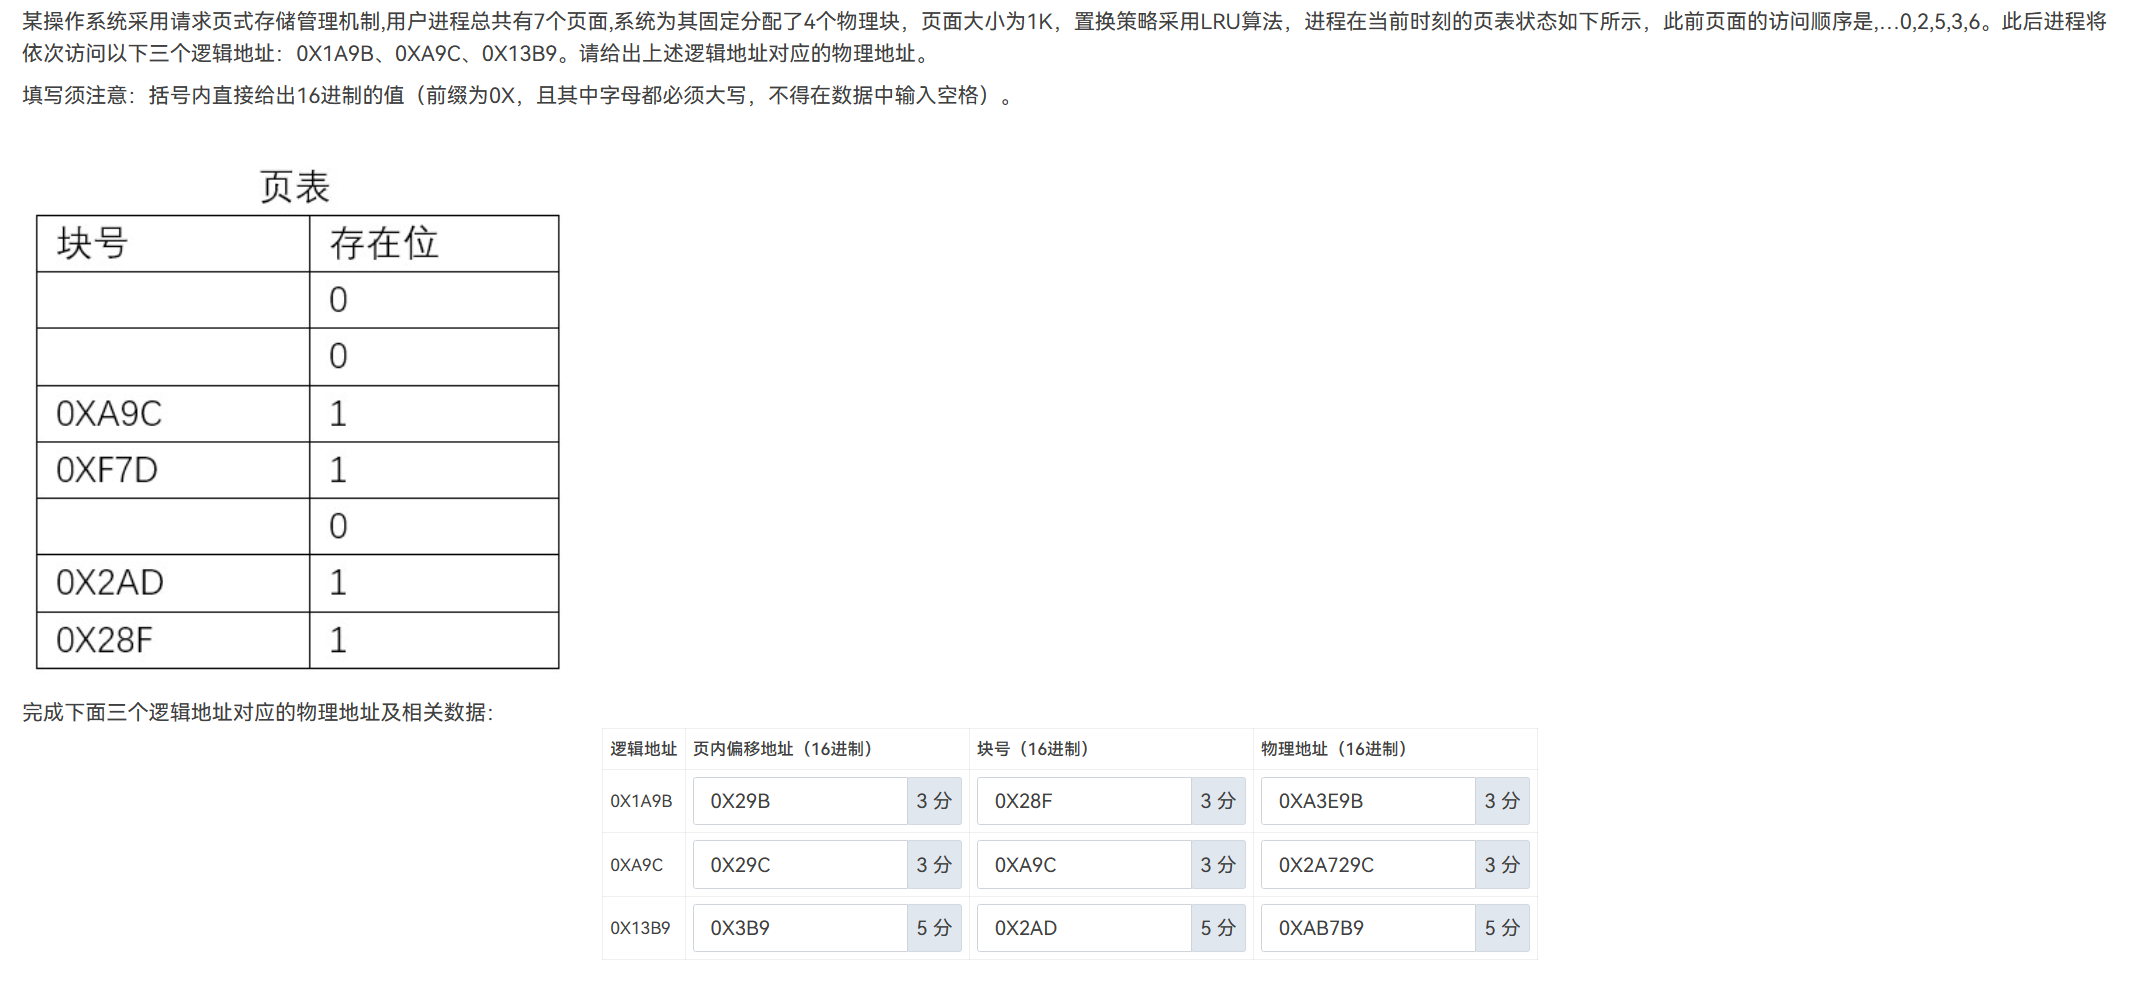 某操作系统采用请求页式存储管理机制,用户进程总共有7个页面,系统为其固定分配了4个物理块，页面大小为1K，置换策略采用LRU算法，进程在当前时刻的页表状态如下所示，此前页面的访问顺序是,…0,2,5,3,6。此后进程将
依次访问以下三个逻辑地址：0X1A9B、0XA9C、0X13B9。请给出上述逻辑地址对应的物理地址。
填写须注意：括号内直接给出16进制的值（前缀为0X，且其中字母都必须大写，不得在数据中输入空格）。
页表
块号 存在位
0
0
0XA9C 1
0XF7D 1
0
0X2AD 1
0X28F 1
完成下面三个逻辑地址对应的物理地址及相关数据：
逻辑地址 页内偏移地址（16进制） 块号（16进制） 物理地址（16进制）
0X1A9B 0X29B 3 分 0X28F 3 分 0XA3E9B 3 分
0XA9C 0X29C 3 分 0XA9C 3 分 0X2A729C 3 分
0X13B9 0X3B9 5 分 0X2AD 5 分 0XAB7B9 5 分